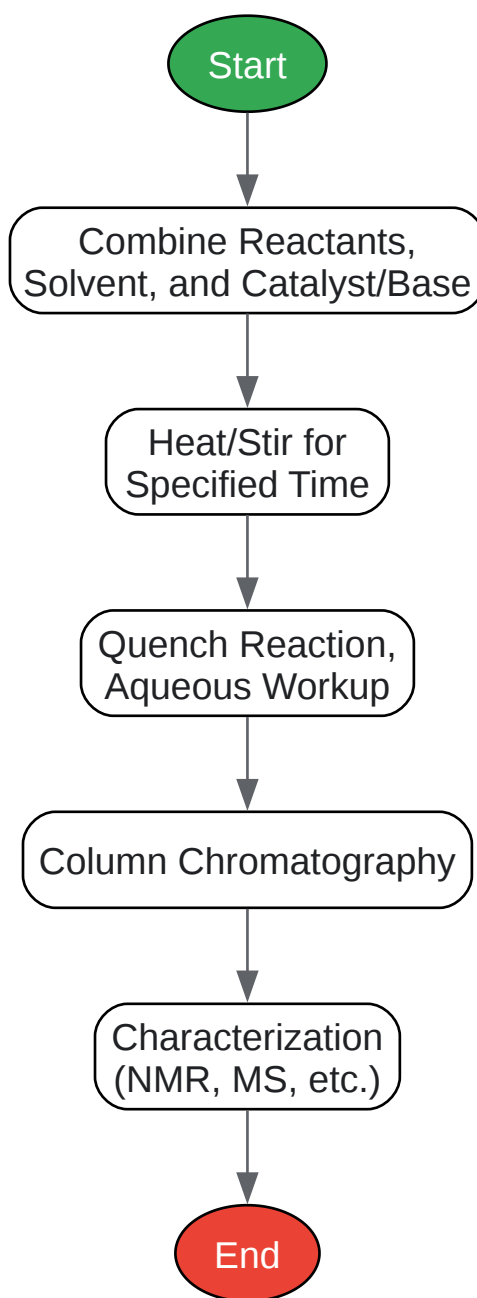 Start
Combine Reactants,
Solvent, and Catalyst/Base
Heat/Stir for
Specified Time
Quench Reaction,
Aqueous Workup
Column Chromatography
Characterization
(NMR, MS, etc.)
End